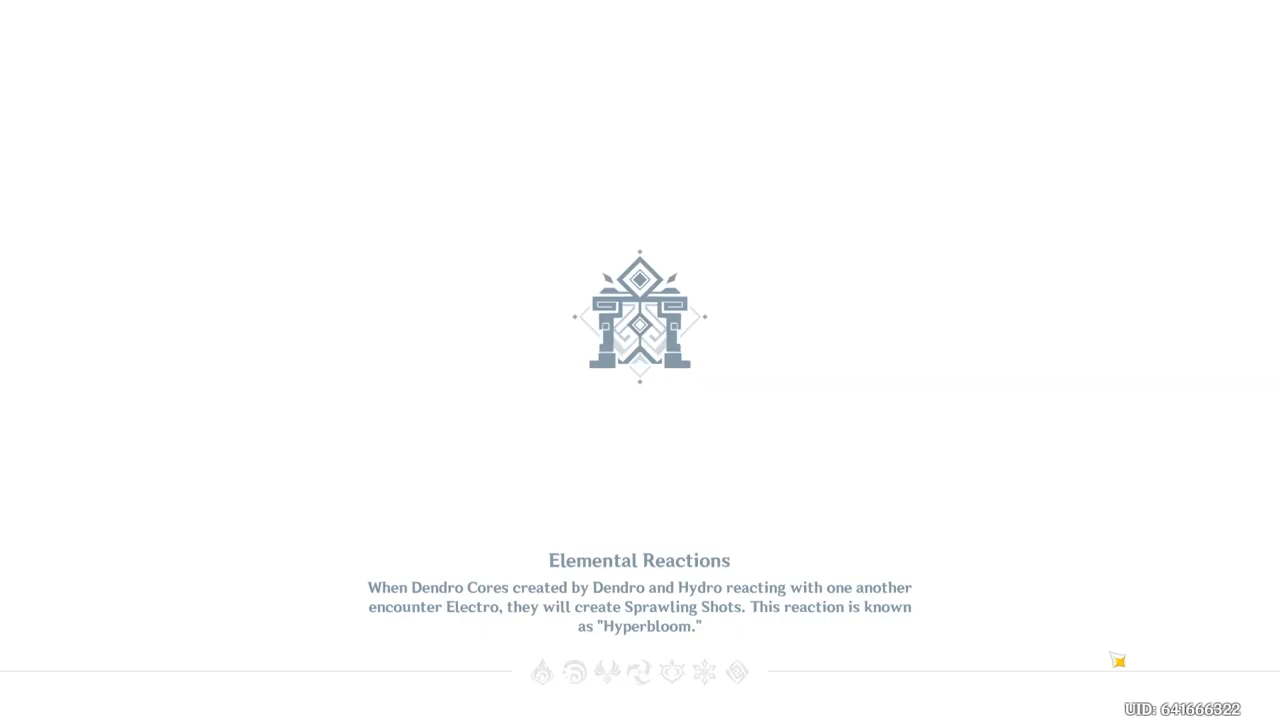 Elemental Reactions
When Dendro Cores created by Dendro and Hydro reacting with one another
encounter Electro, they will create Sprawling Shots. This reaction is known
as "Hyperbloom."
UID: 641666322